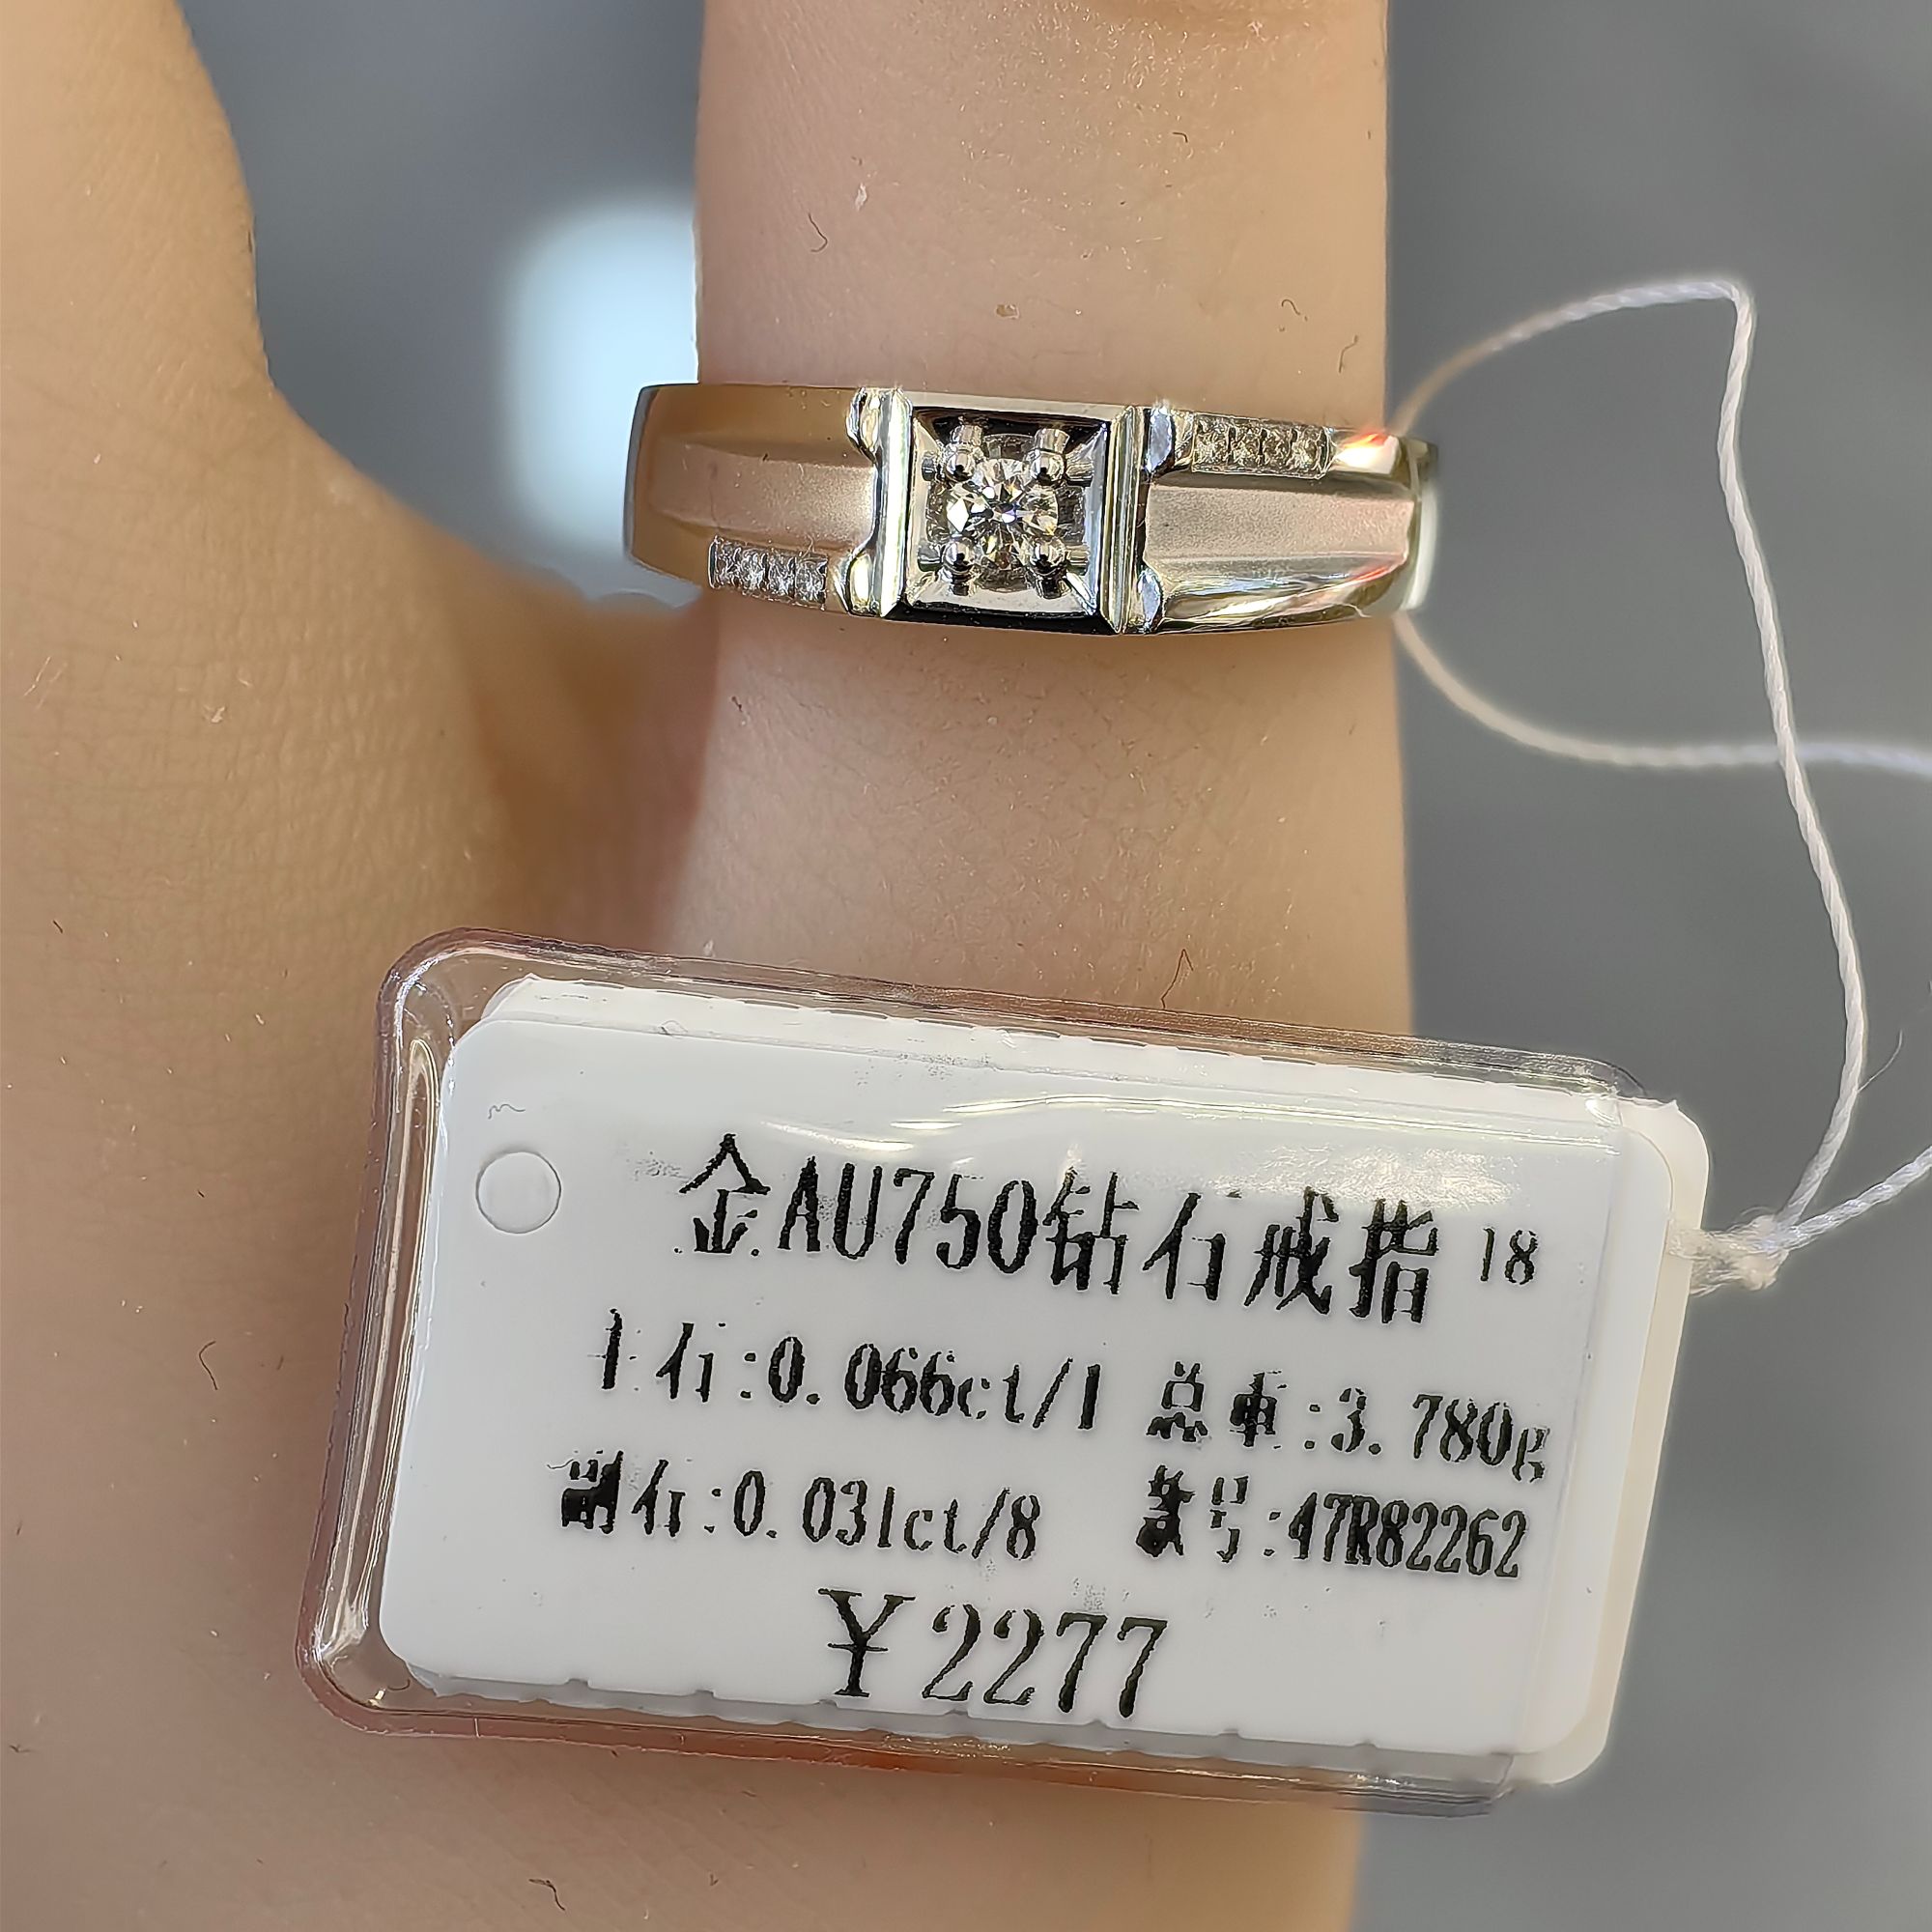 金AU750钻石戒指 18
主石:0.066ct/1 总重:3.780g
副石:0.031ct/8 款号:47R82262
￥2277